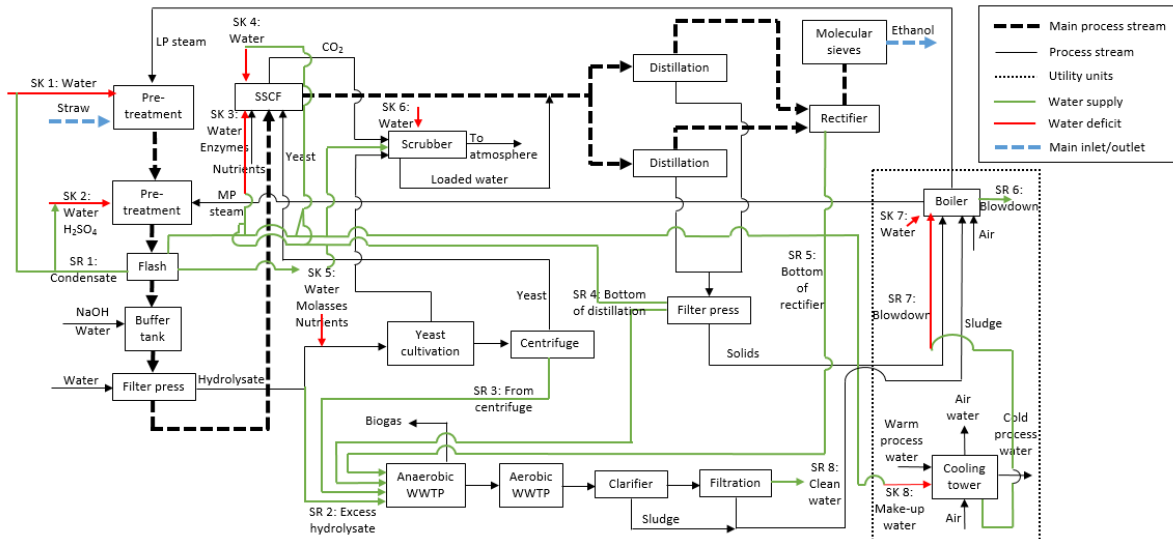 SK 4:
Water
CO₂
LP steam
SK 1: Water
Pre-
treatment
Straw
SSCF
SK 3:
Water
Enzymes
Nutrients
Yeast
SK 6:
Water
Scrubber
To
atmosphere
Loaded water
Distillation
Distillation
Molecular
sieves
Ethanol
Rectifier
Main process stream
Process stream
Utility units
Water supply
Water deficit
Main inlet/outlet
SK 2:
Water
H₂SO₄
Pre-
treatment
MP
steam
Boiler
SR 6:
Blowdown
SK 7:
Water
Air
SR 1:
Condensate
Flash
SK 5:
Water
Molasses
Nutrients
Yeast
SR 4: Bottom
of distillation
Filter press
SR 5:
Bottom
of
rectifier
SR 7:
Blowdown
Sludge
NaOH
Water
Buffer
tank
Yeast
cultivation
Centrifuge
Solids
Water
Filter press
Hydrolysate
SR 3: From
centrifuge
Biogas
Air
water
Warm
process
water
Cold
process
water
Anaerobic
WWTP
Aerobic
WWTP
Clarifier
Filtration
SR 8:
Clean
water
Cooling
tower
SK 8:
Make-up
water
Air
SR 2: Excess
hydrolysate
Sludge